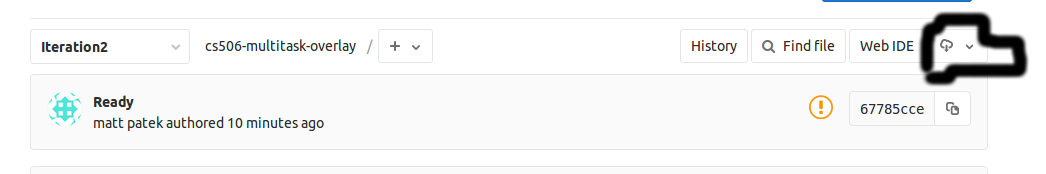 Iteration2 cs506-multitask-overlay / + History Find file Web IDE
Ready
matt patek authored 10 minutes ago
67785cce